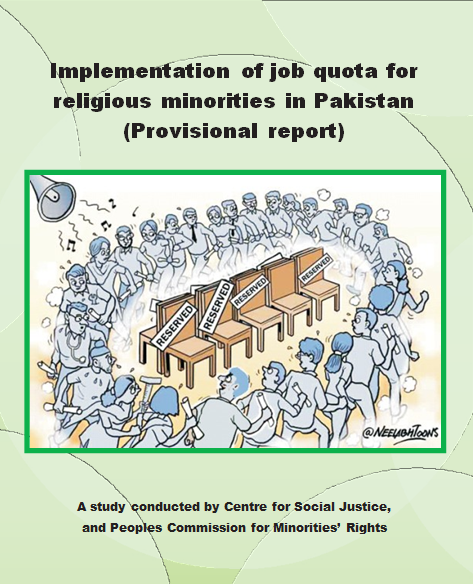 Implementation of job quota for
religious minorities in Pakistan
(Provisional report)
RESERVED
RESERVED
RESERVED
RESERVED
@NEELABHTOONS
A study conducted by Centre for Social Justice,
and Peoples Commission for Minorities' Rights